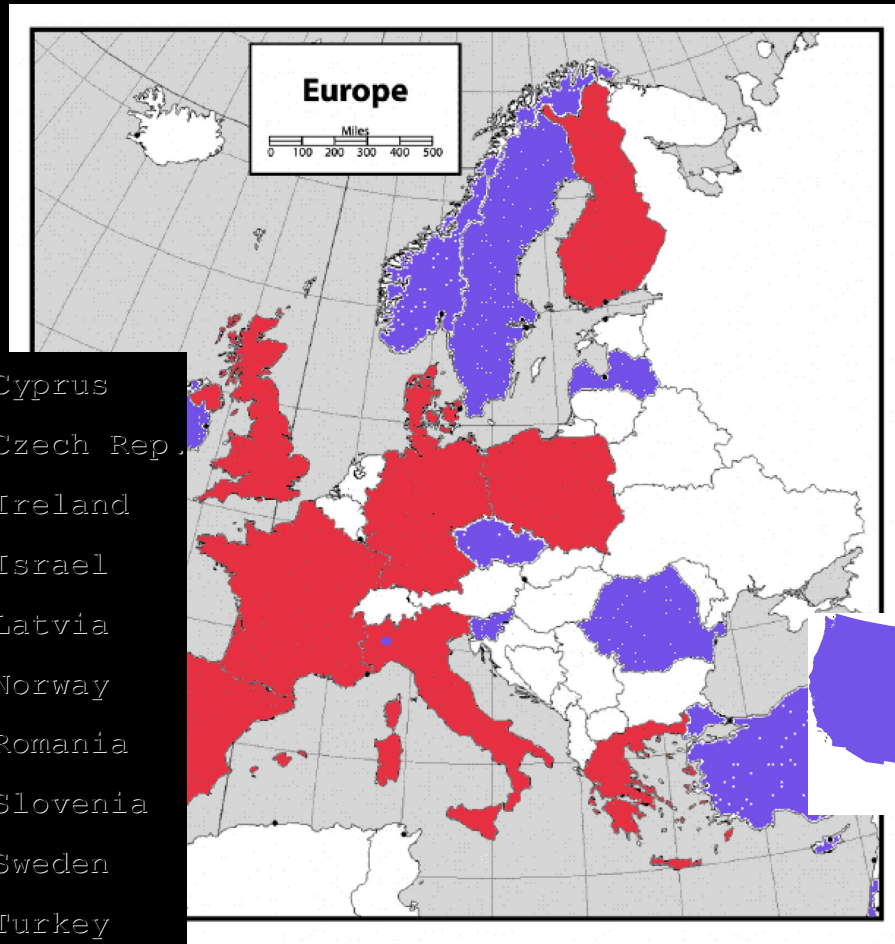 Europe
Miles
0 100 200 300 400 500
Cyprus
Czech Rep.
Ireland
Israel
Latvia
Norway
Romania
Slovenia
Sweden
Turkey